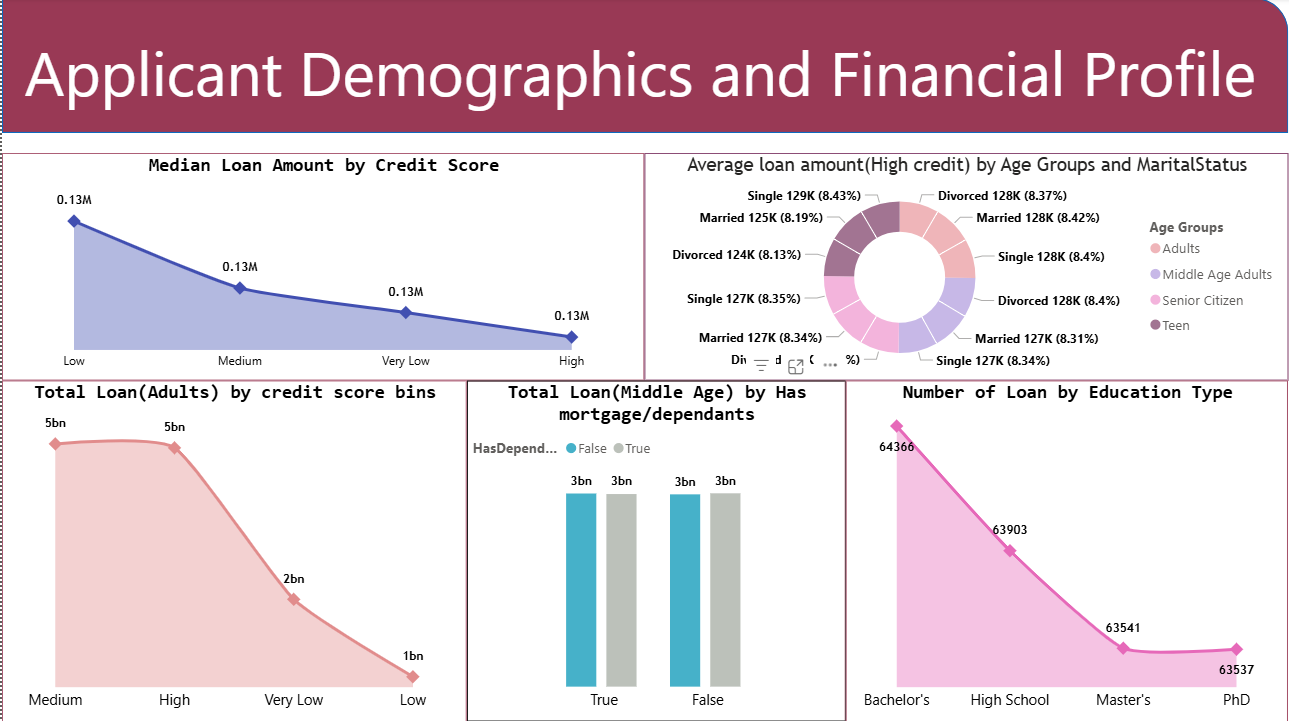 Applicant Demographics and Financial Profile
Median Loan Amount by Credit Score
0.13M
0.13M
0.13M
0.13M
Low
Medium
Very Low
High
Average loan amount(High credit) by Age Groups and MaritalStatus
Single 129K (8.43%)
Divorced 128K (8.37%)
Married 125K (8.19%)
Married 128K (8.42%)
Divorced 124K (8.13%)
Single 128K (8.4%)
Single 127K (8.35%)
Divorced 128K (8.4%)
Married 127K (8.34%)
Married 127K (8.31%)
%)
Single 127K (8.34%)
Age Groups
Adults
Middle Age Adults
Senior Citizen
Teen
Total Loan(Adults) by credit score bins
5bn
5bn
2bn
1bn
Medium
High
Very Low
Low
Total Loan(Middle Age) by Has
mortgage/dependants
HasDepend...
False
True
3bn
3bn
3bn
3bn
True
False
Number of Loan by Education Type
64366
63903
63541
63537
Bachelor's
High School
Master's
PhD